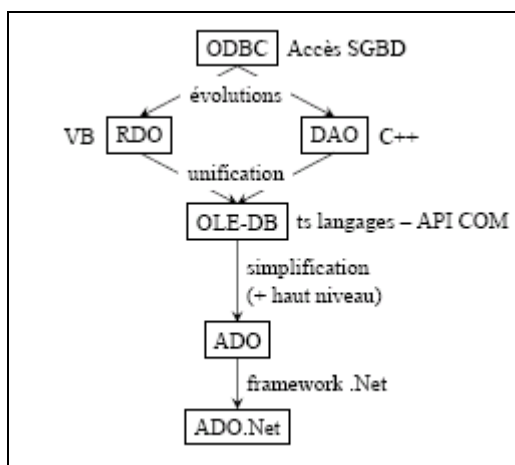 ODBC Accès SGBD
évolutions
VB RDO DAO C++
unification
OLE-DB ts langages – API COM
simplification
(+ haut niveau)
ADO
framework .Net
ADO.Net